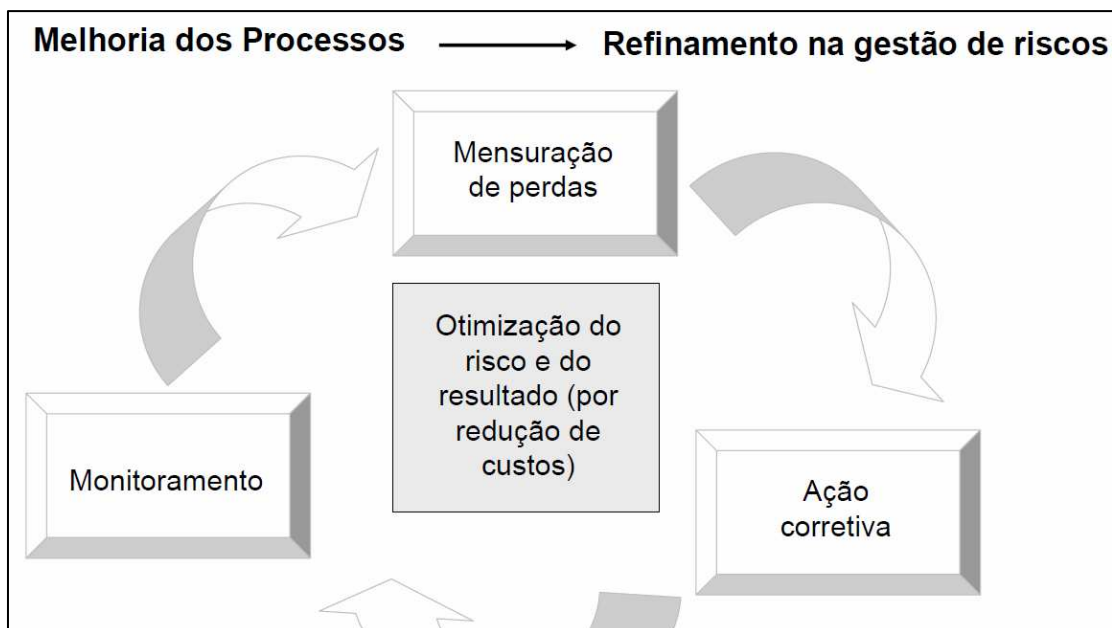 Melhoria dos Processos Refinamento na gestão de riscos
Mensuração
de perdas
Otimização do
risco e do
resultado (por
redução de
custos)
Monitoramento
Ação
corretiva